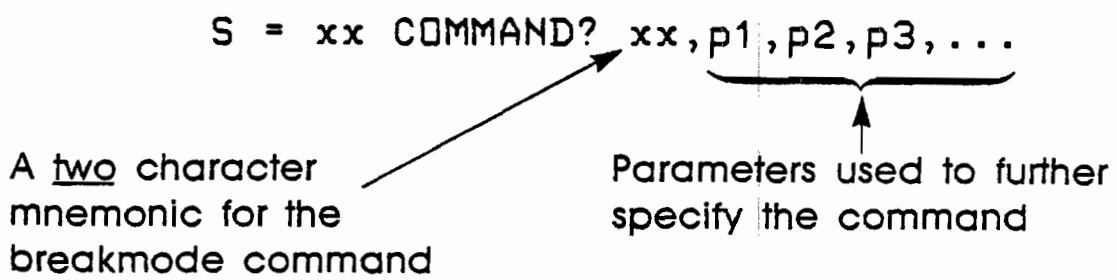 S = xx COMMAND? xx,p1,p2,p3,...
A two character
mnemonic for the
breakmode command
Parameters used to further
specify the command